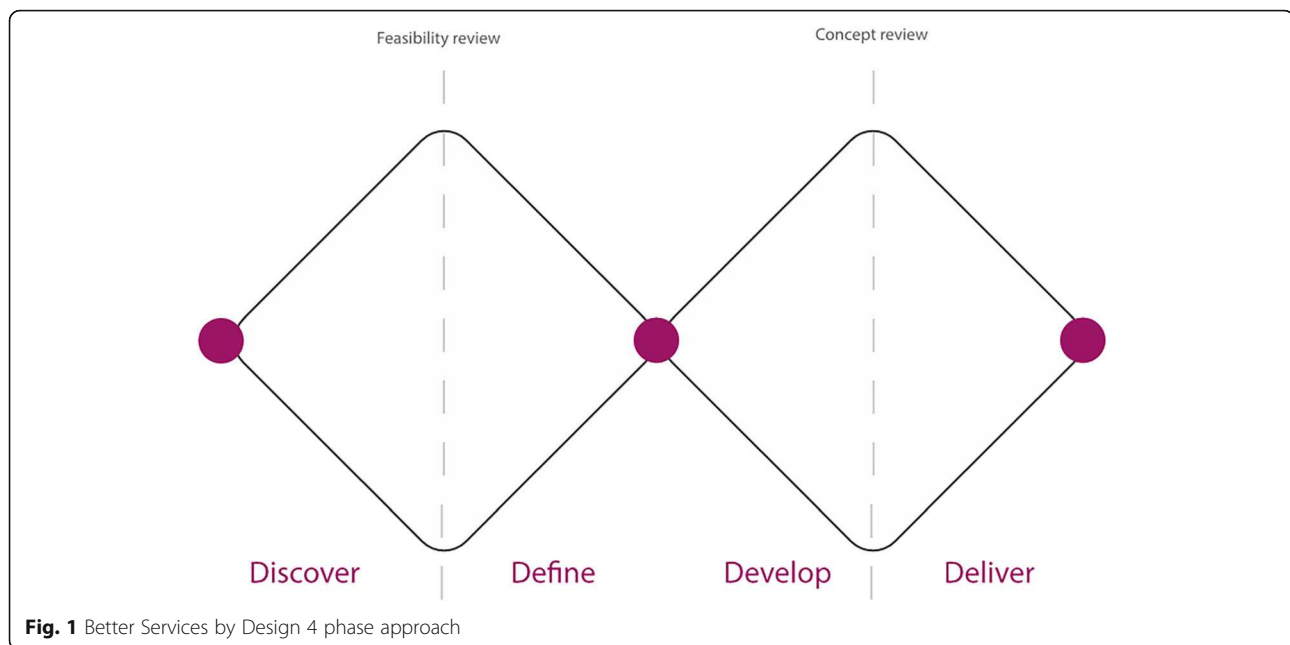 Feasibility review
Concept review
Discover
Define
Develop
Deliver
Fig. 1 Better Services by Design 4 phase approach